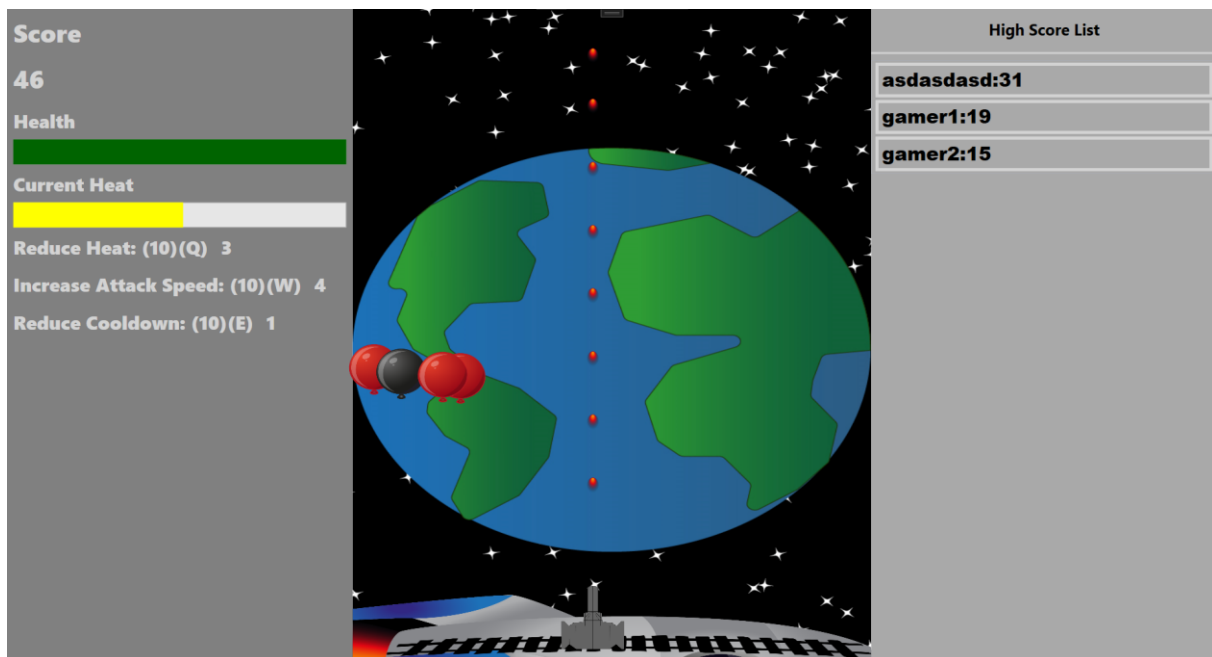 Score
46
Health
Current Heat
Reduce Heat: (10)(Q) 3
Increase Attack Speed: (10)(W) 4
Reduce Cooldown: (10)(E) 1
High Score List
asdasdasd:31
gamer1:19
gamer2:15